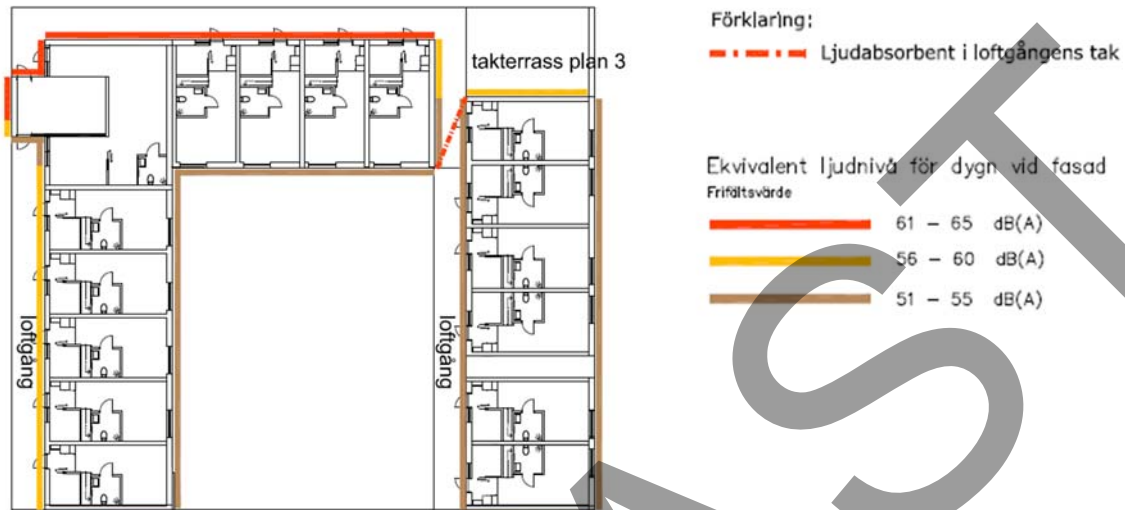 takterrass plan 3
loftgång
loftgång
Förklaring:
Ljudabsorbent i loftgångens tak
Ekvivalent ljudnivå för dygn vid fasad
Frifältsvärde
61 – 65 dB(A)
56 – 60 dB(A)
51 – 55 dB(A)